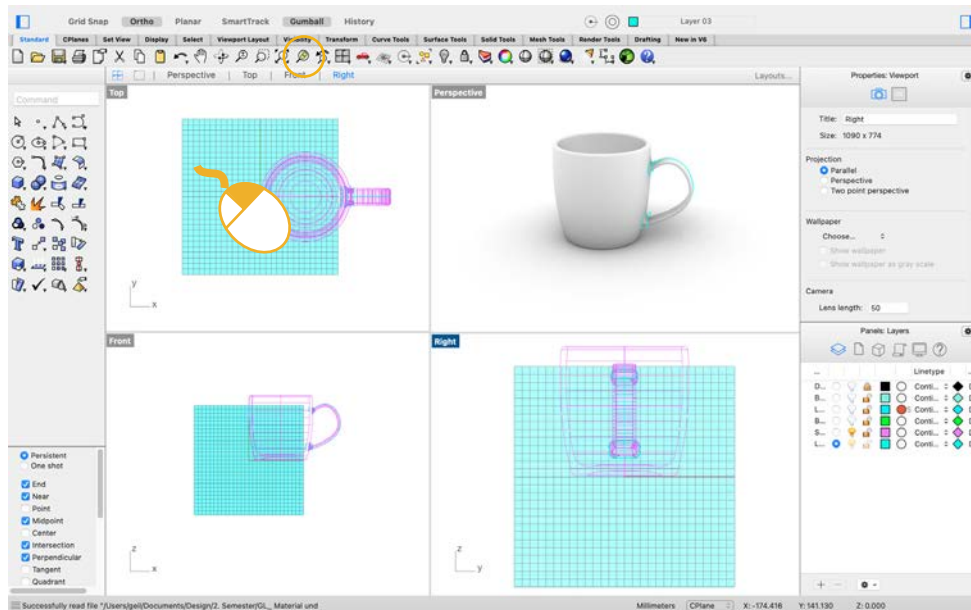 Grid Snap Ortho Planar SmartTrack Gumball History Layer 03
Standard CPlanes Set View Display Select Viewport Layout Visibility Transform Curve Tools Surface Tools Solid Tools Mesh Tools Render Tools Drafting New in V6
Perspective Top Front Right Layouts...
Command
Top
Perspective
Front
Right
y
x
z
x
z
y
Persistent
One shot
End
Near
Point
Midpoint
Center
Intersection
Perpendicular
Tangent
Quadrant
Properties: Viewport
Title: Right
Size: 1090 x 774
Projection
Parallel
Perspective
Two point perspective
Wallpaper
Choose...
Show wallpaper
Show wallpaper as gray scale
Camera
Lens length: 50
Panels: Layers
... Linetype
D... Conti...
B... Conti...
L... Conti...
B... Conti...
S... Conti...
L... Conti...
Successfully read file "/Users/geil/Documents/Design/2. Semester/GL_ Material und
Millimeters CPlane X: -174.416 Y: 141.130 Z: 0.000